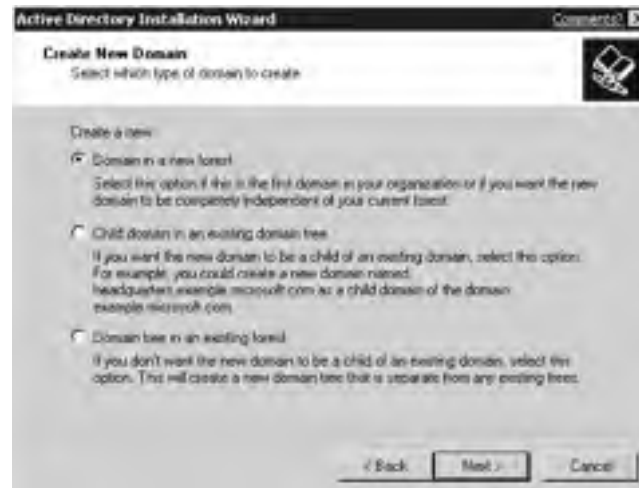 Active Directory Installation Wizard Comments?
Create New Domain
Select which type of domain to create
Create a new:
Domain in a new forest
Select this option if this is the first domain in your organization or if you want the new
domain to be completely independent of your current forest.
Child domain in an existing domain tree
If you want the new domain to be a child of an existing domain, select this option.
For example, you could create a new domain named
headquarters.example.microsoft.com as a child domain of the domain
example.microsoft.com.
Domain tree in an existing forest
If you don't want the new domain to be a child of an existing domain, select this
option. This will create a new domain tree that is separate from any existing trees.
< Back Next > Cancel